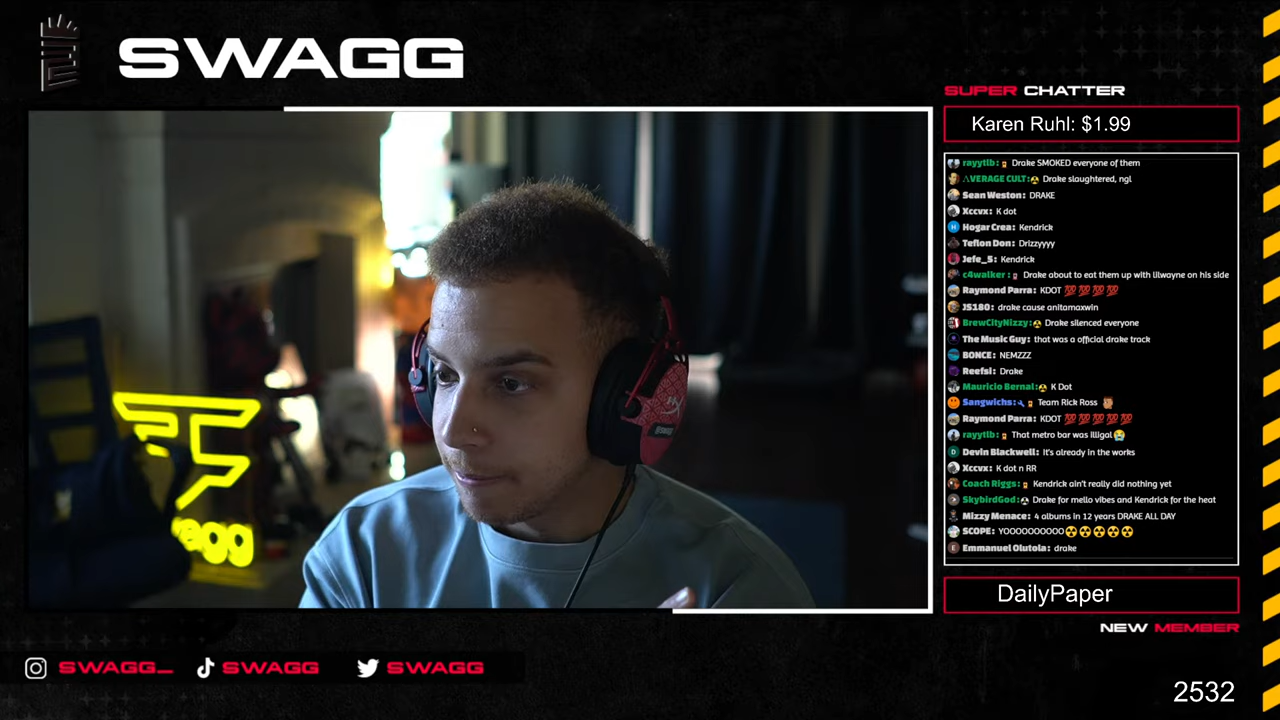 SWAGG
SUPER CHATTER
Karen Ruhl: $1.99
rayytlb: Drake SMOKED everyone of them
ΛVERAGE CULT: Drake slaughtered, ngl
Sean Weston: DRAKE
Xccvx: K dot
Hogar Crea: Kendrick
Teflon Don: Drizzyyyy
Jefe_S: Kendrick
c4walker: Drake about to eat them up with lilwayne on his side
Raymond Parra: KDOT 💯💯💯💯
JS180: drake cause anitamaxwin
BrewCityNizzy: Drake silenced everyone
The Music Guy: that was a official drake track
BONCE: NEMZZZ
Reefsi: Drake
Mauricio Bernal: K Dot
Sangwichs: Team Rick Ross
Raymond Parra: KDOT 💯💯💯💯💯
rayytlb: That metro bar was illigal😭
Devin Blackwell: It's already in the works
Xccvx: K dot n RR
Coach Riggs: Kendrick ain't really did nothing yet
SkybirdGod: Drake for mello vibes and Kendrick for the heat
Mizzy Menace: 4 albums in 12 years DRAKE ALL DAY
SCOPE: YOOOOOOOOOO☢☢☢☢☢
Emmanuel Olutola: drake
DailyPaper
NEW MEMBER
wagg
SWAGG_ SWAGG SWAGG
2532